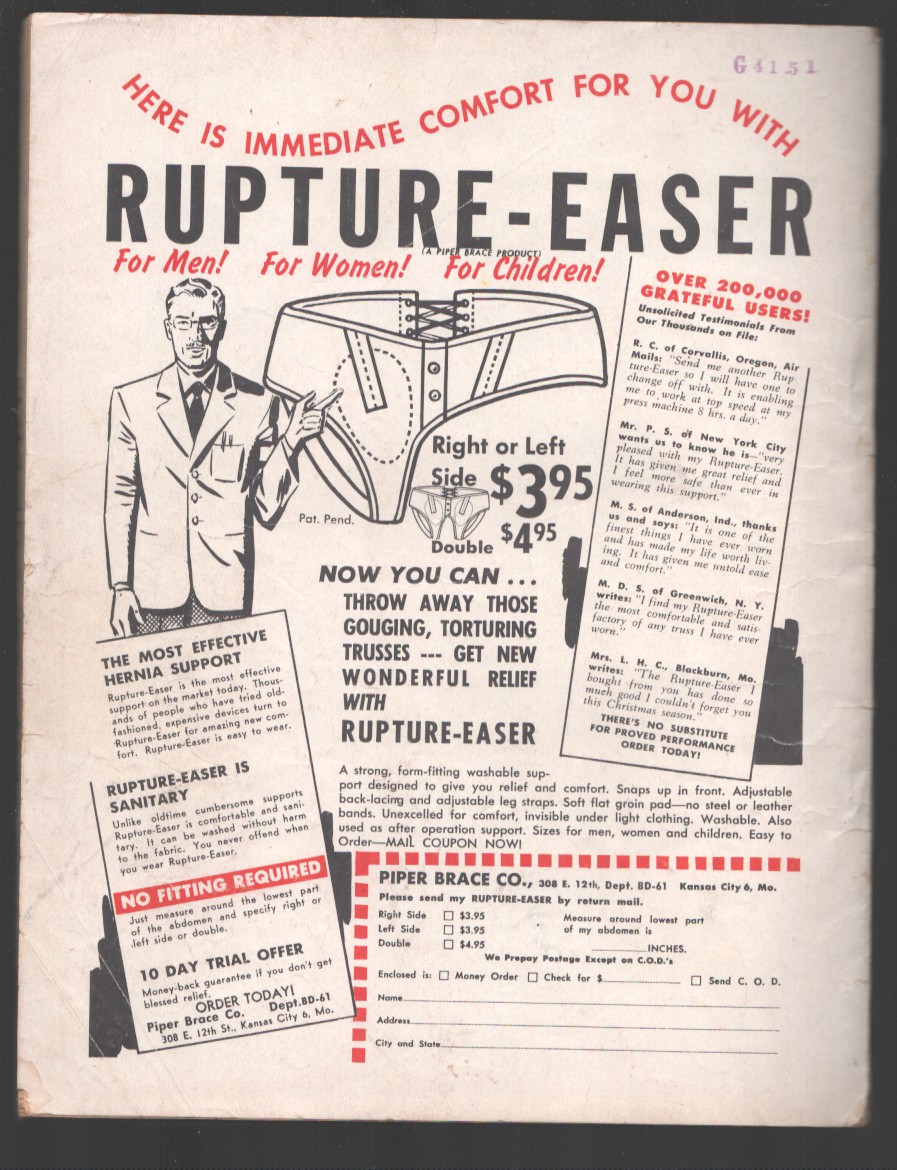 G4151
HERE IS IMMEDIATE COMFORT FOR YOU WITH
RUPTURE-EASER
(A PIPER BRACE PRODUCT)
For Men! For Women! For Children!
OVER 200,000
GRATEFUL USERS!
Unsolicited Testimonials From
Our Thousands on File:
R. C. of Corvallis, Oregon, Air
Mails: "Send me another Rup-
ture-Easer so I will have one to
change off with. It is enabling
me to work at top speed at my
press machine 8 hrs. a day."
Mr. P. S. of New York City
wants us to know he is—"very
pleased with my Rupture-Easer.
It has given me great relief and
I feel more safe than ever in
wearing this support."
M. S. of Anderson, Ind., thanks
us and says: "It is one of the
finest things I have ever worn
and has made my life worth liv-
ing. It has given me untold ease
and comfort."
M. D. S. of Greenwich, N. Y.
writes: "I find my Rupture-Easer
the most comfortable and satis-
factory of any truss I have ever
worn."
Mrs. L. H. C., Blackburn, Mo.
writes: "The Rupture-Easer I
bought from you has done so
much good I couldn't forget you
this Christmas season."
THERE'S NO SUBSTITUTE
FOR PROVED PERFORMANCE
ORDER TODAY!
Pat. Pend.
Right or Left
Side $3.95
Double $4.95
NOW YOU CAN ...
THROW AWAY THOSE
GOUGING, TORTURING
TRUSSES --- GET NEW
WONDERFUL RELIEF
WITH
RUPTURE-EASER
THE MOST EFFECTIVE
HERNIA SUPPORT
Rupture-Easer is the most effective
support on the market today. Thous-
ands of people who have tried old-
fashioned, expensive devices turn to
Rupture-Easer for amazing new com-
fort. Rupture-Easer is easy to wear.
RUPTURE-EASER IS
SANITARY
Unlike oldtime cumbersome supports
Rupture-Easer is comfortable and sani-
tary. It can be washed without harm
to the fabric. You never offend when
you wear Rupture-Easer.
NO FITTING REQUIRED
Just measure around the lowest part
of the abdomen and specify right or
left side or double.
10 DAY TRIAL OFFER
Money-back guarantee if you don't get
blessed relief.
ORDER TODAY!
Piper Brace Co. Dept.BD-61
308 E. 12th St., Kansas City 6, Mo.
A strong, form-fitting washable sup-
port designed to give you relief and comfort. Snaps up in front. Adjustable
back-lacing and adjustable leg straps. Soft flat groin pad—no steel or leather
bands. Unexcelled for comfort, invisible under light clothing. Washable. Also
used as after operation support. Sizes for men, women and children. Easy to
Order—MAIL COUPON NOW!
PIPER BRACE CO., 308 E. 12th, Dept. BD-61 Kansas City 6, Mo.
Please send my RUPTURE-EASER by return mail.
Right Side $3.95
Left Side $3.95
Double $4.95
Measure around lowest part
of my abdomen is
INCHES.
We Prepay Postage Except on C.O.D.'s
Enclosed is: Money Order Check for $ Send C. O. D.
Name
Address
City and State